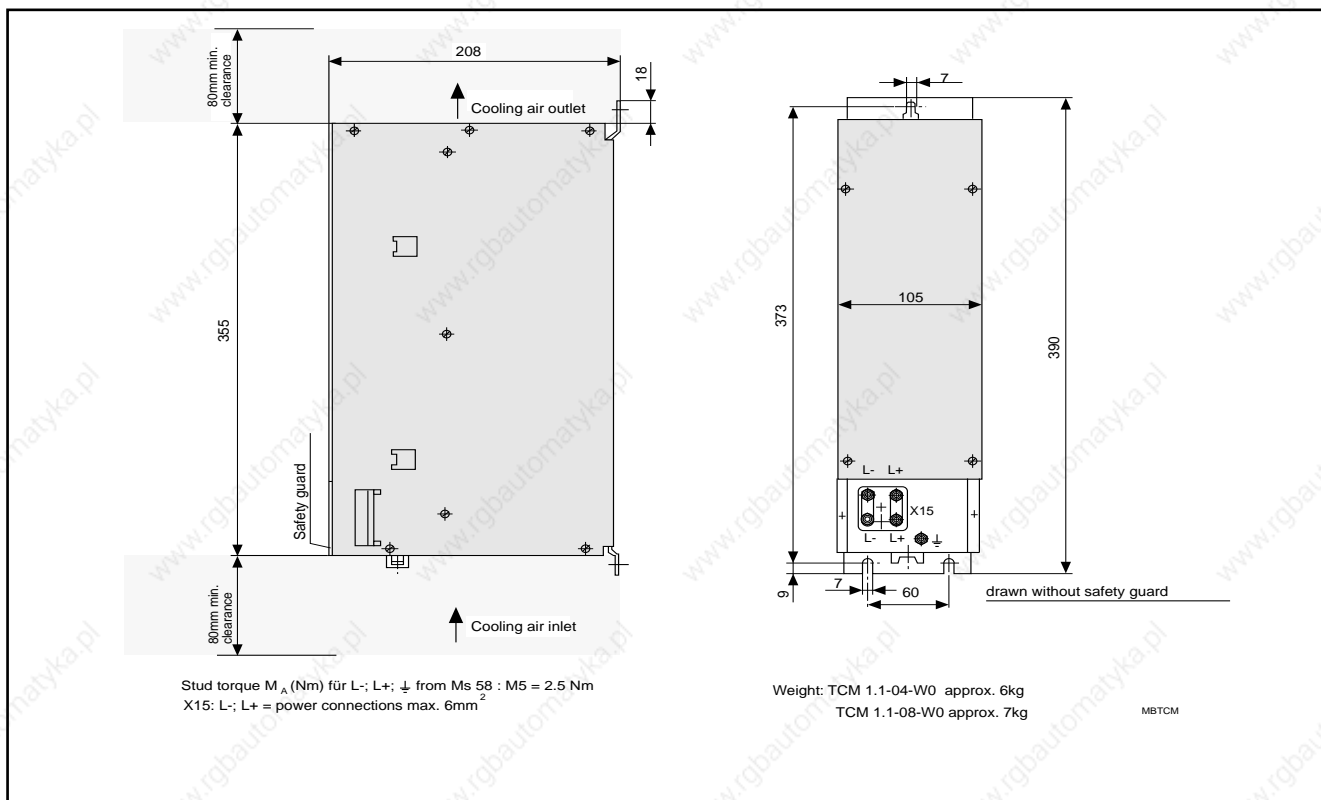 80mm min.
clearance
208
18
Cooling air outlet
355
Safety guard
80mm min.
clearance
Cooling air inlet
Stud torque M A (Nm) für L-; L+; ⏚ from Ms 58 : M5 = 2.5 Nm
X15: L-; L+ = power connections max. 6mm²
7
373
105
390
L- L+
X15
L- L+ ⏚
9
7
60
drawn without safety guard
Weight: TCM 1.1-04-W0 approx. 6kg
TCM 1.1-08-W0 approx. 7kg
MBTCM
www.rgbautomatyka.pl